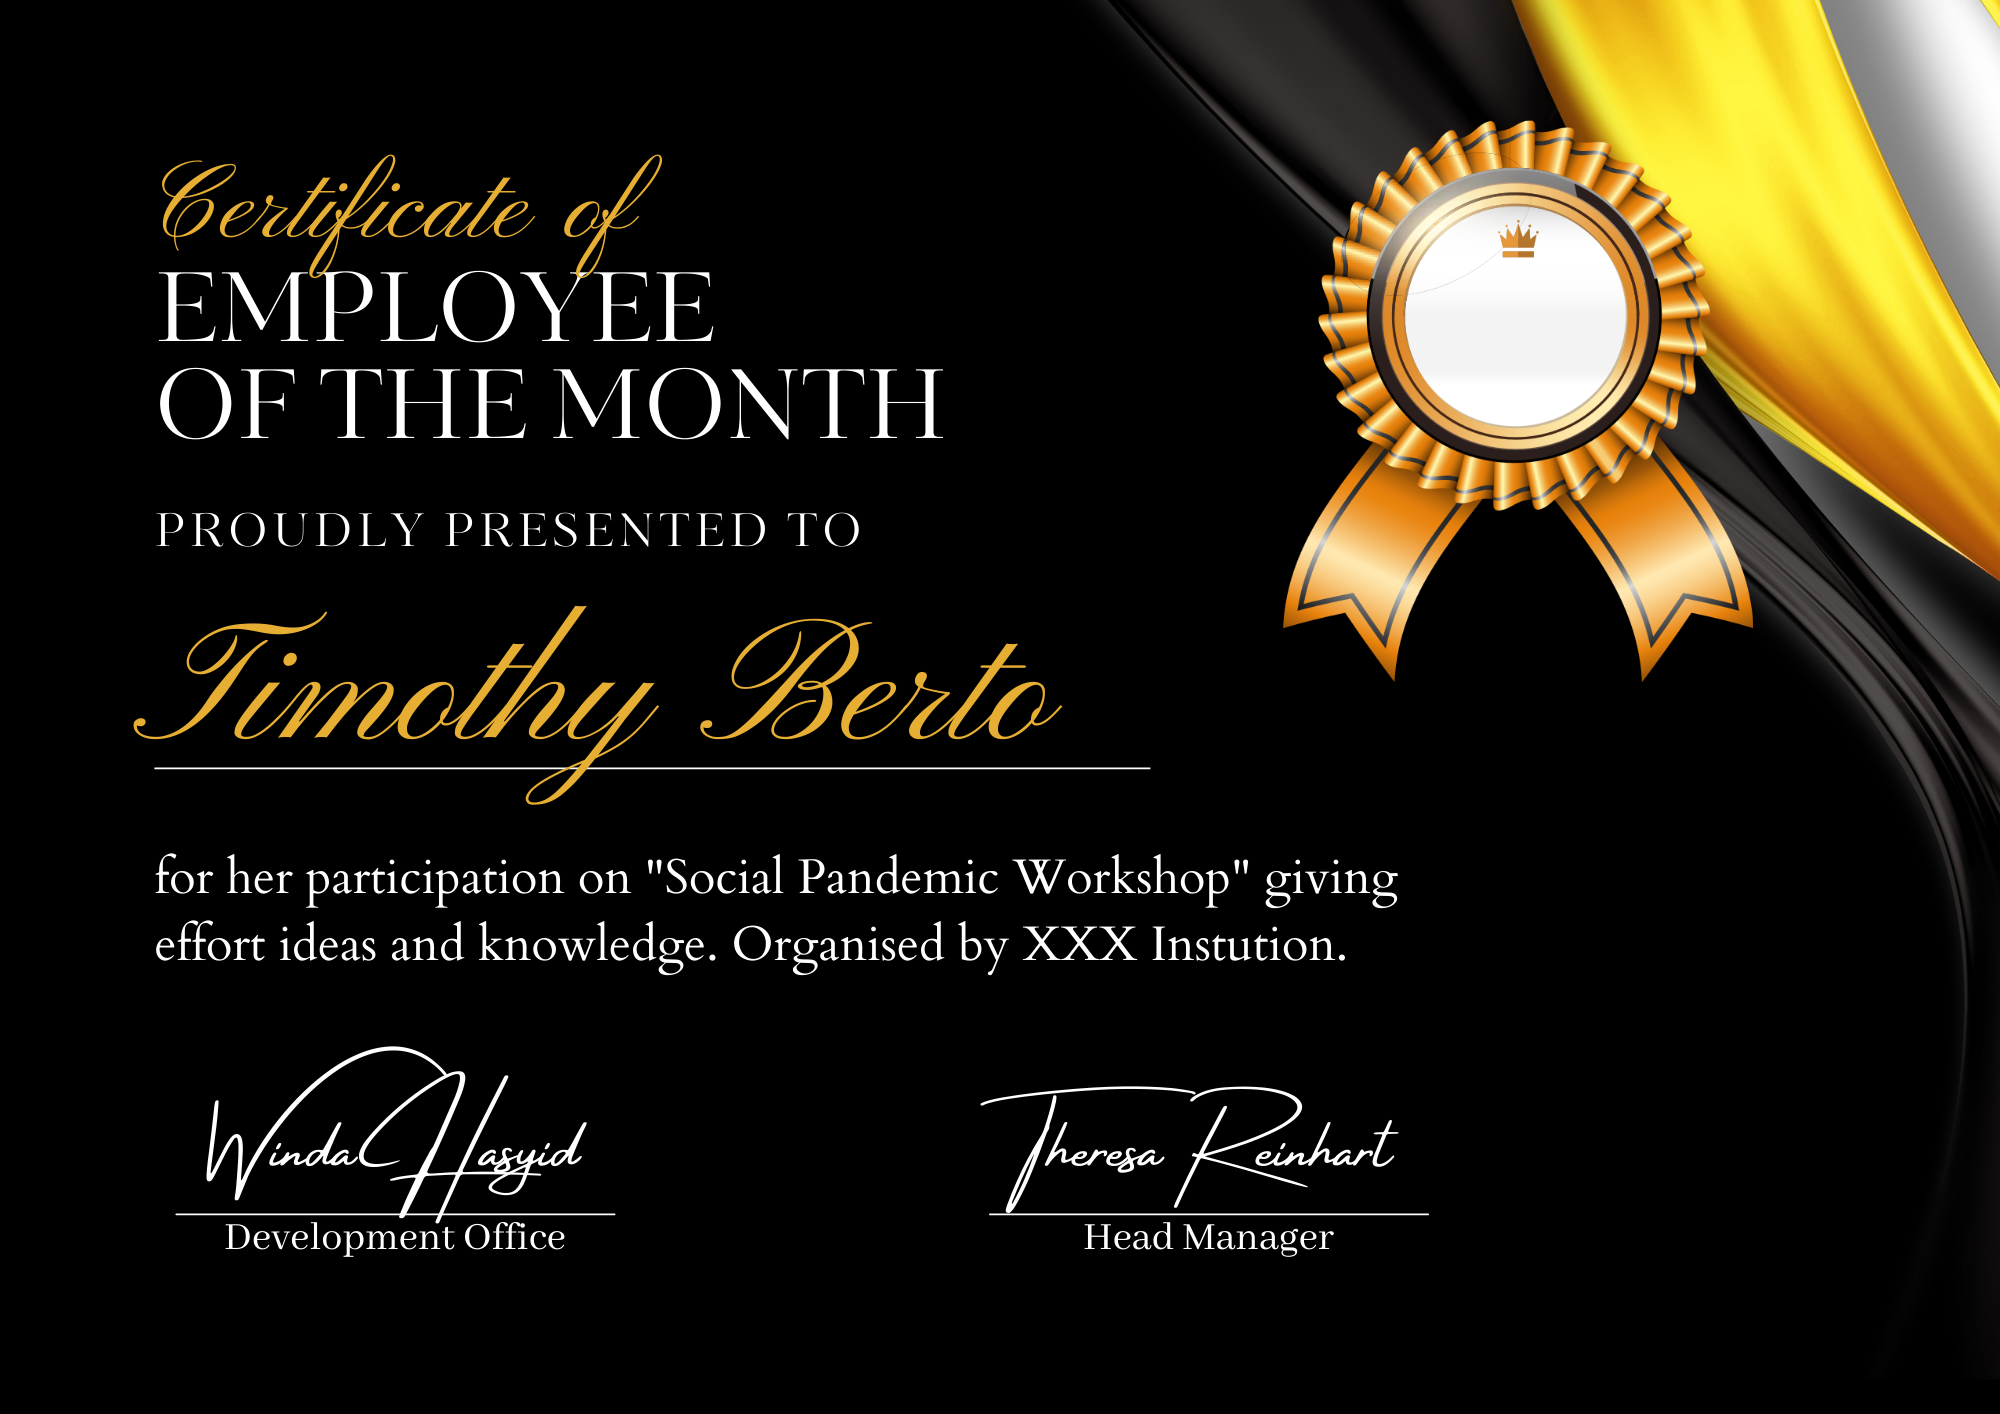 Certificate of
EMPLOYEE
OF THE MONTH
PROUDLY PRESENTED TO
Timothy Berto
for her participation on "Social Pandemic Workshop" giving
effort ideas and knowledge. Organised by XXX Instution.
Winda Hasyid
Development Office
Theresa Reinhart
Head Manager